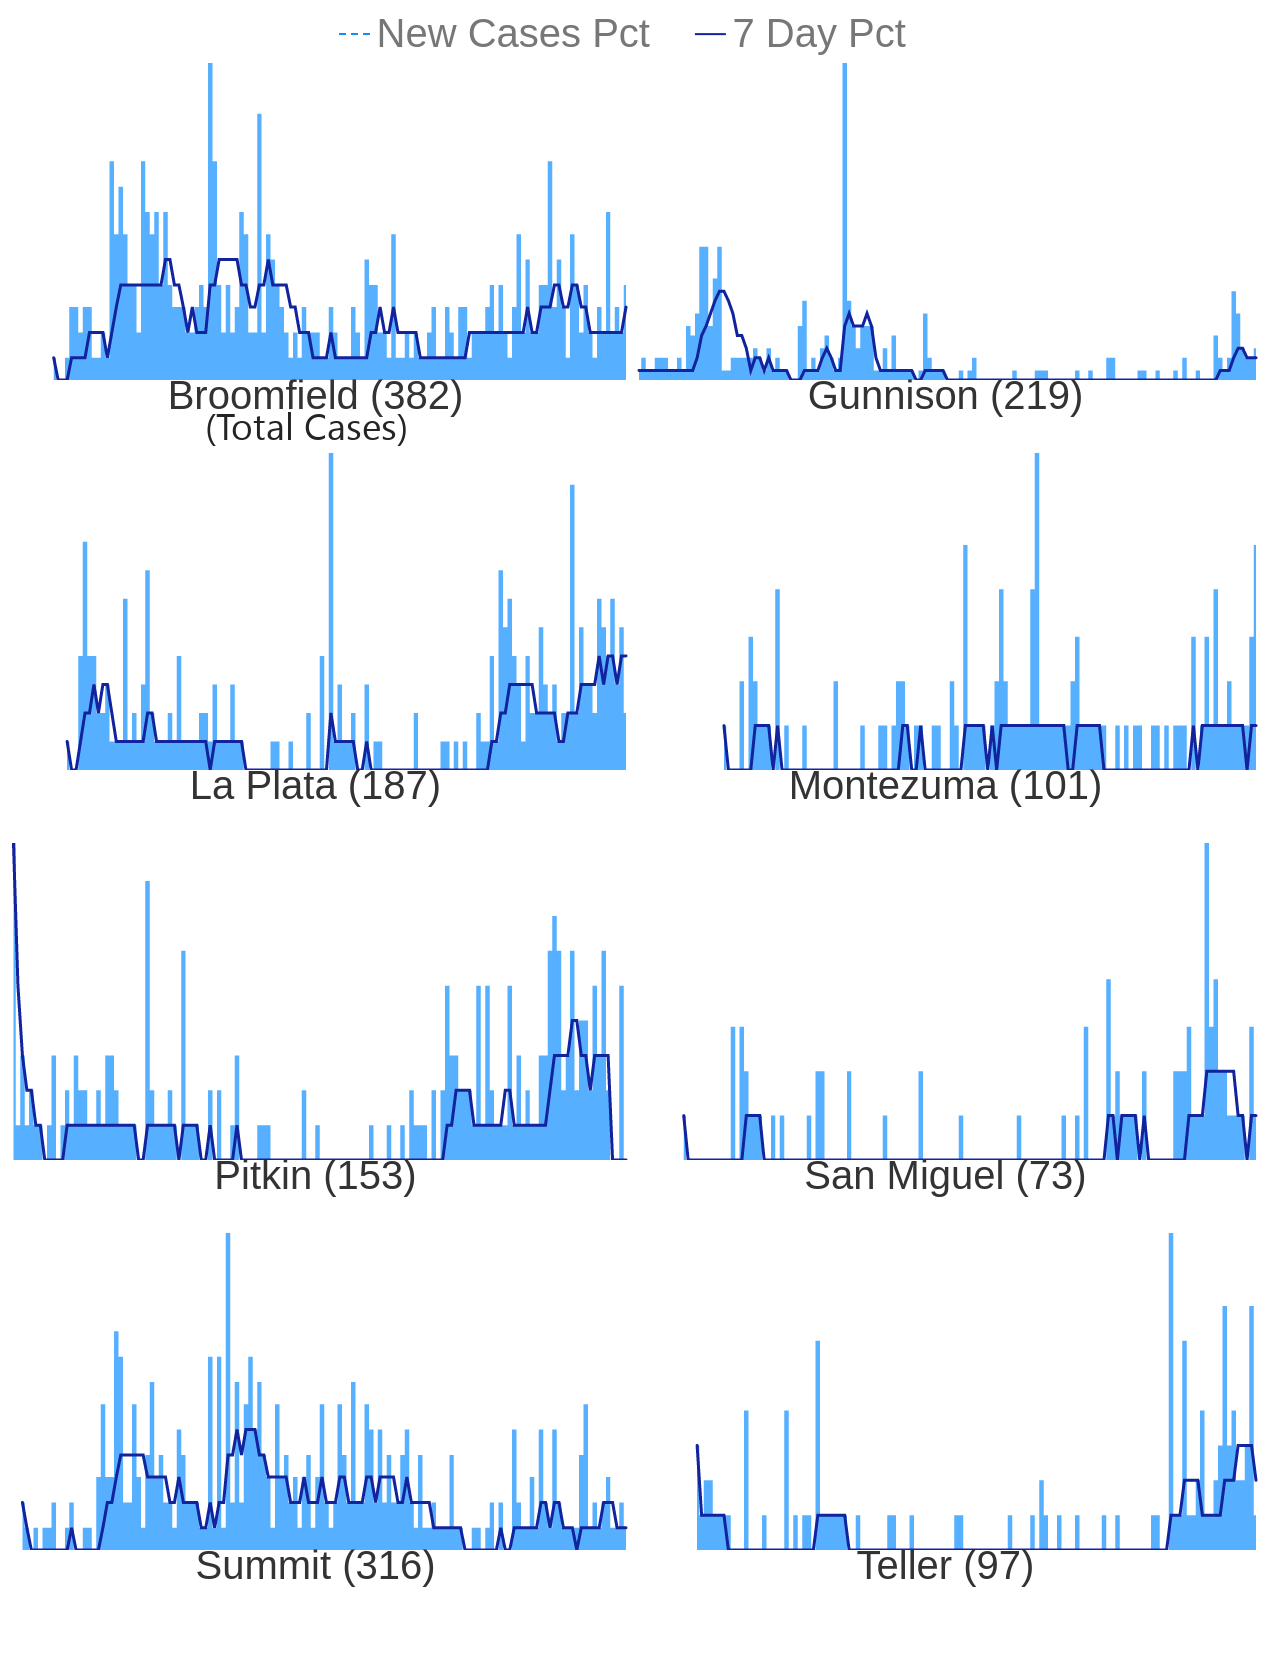 New Cases Pct 7 Day Pct
Broomfield (382)
(Total Cases)
Gunnison (219)
La Plata (187)
Montezuma (101)
Pitkin (153)
San Miguel (73)
Summit (316)
Teller (97)